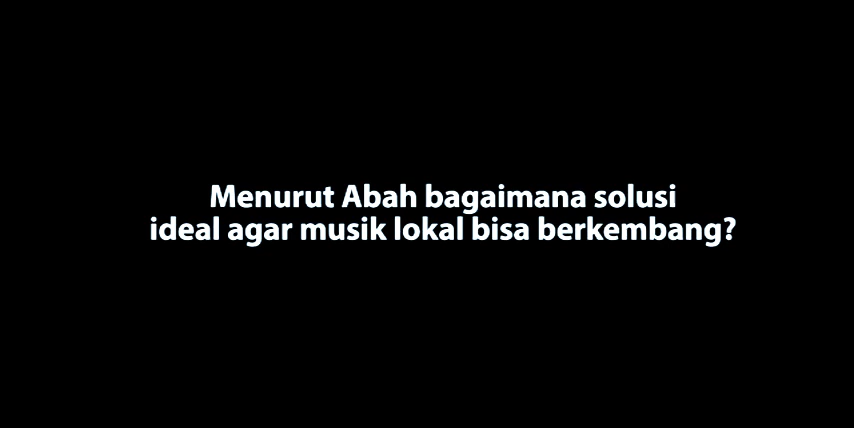 Menurut Abah bagaimana solusi
ideal agar musik lokal bisa berkembang?